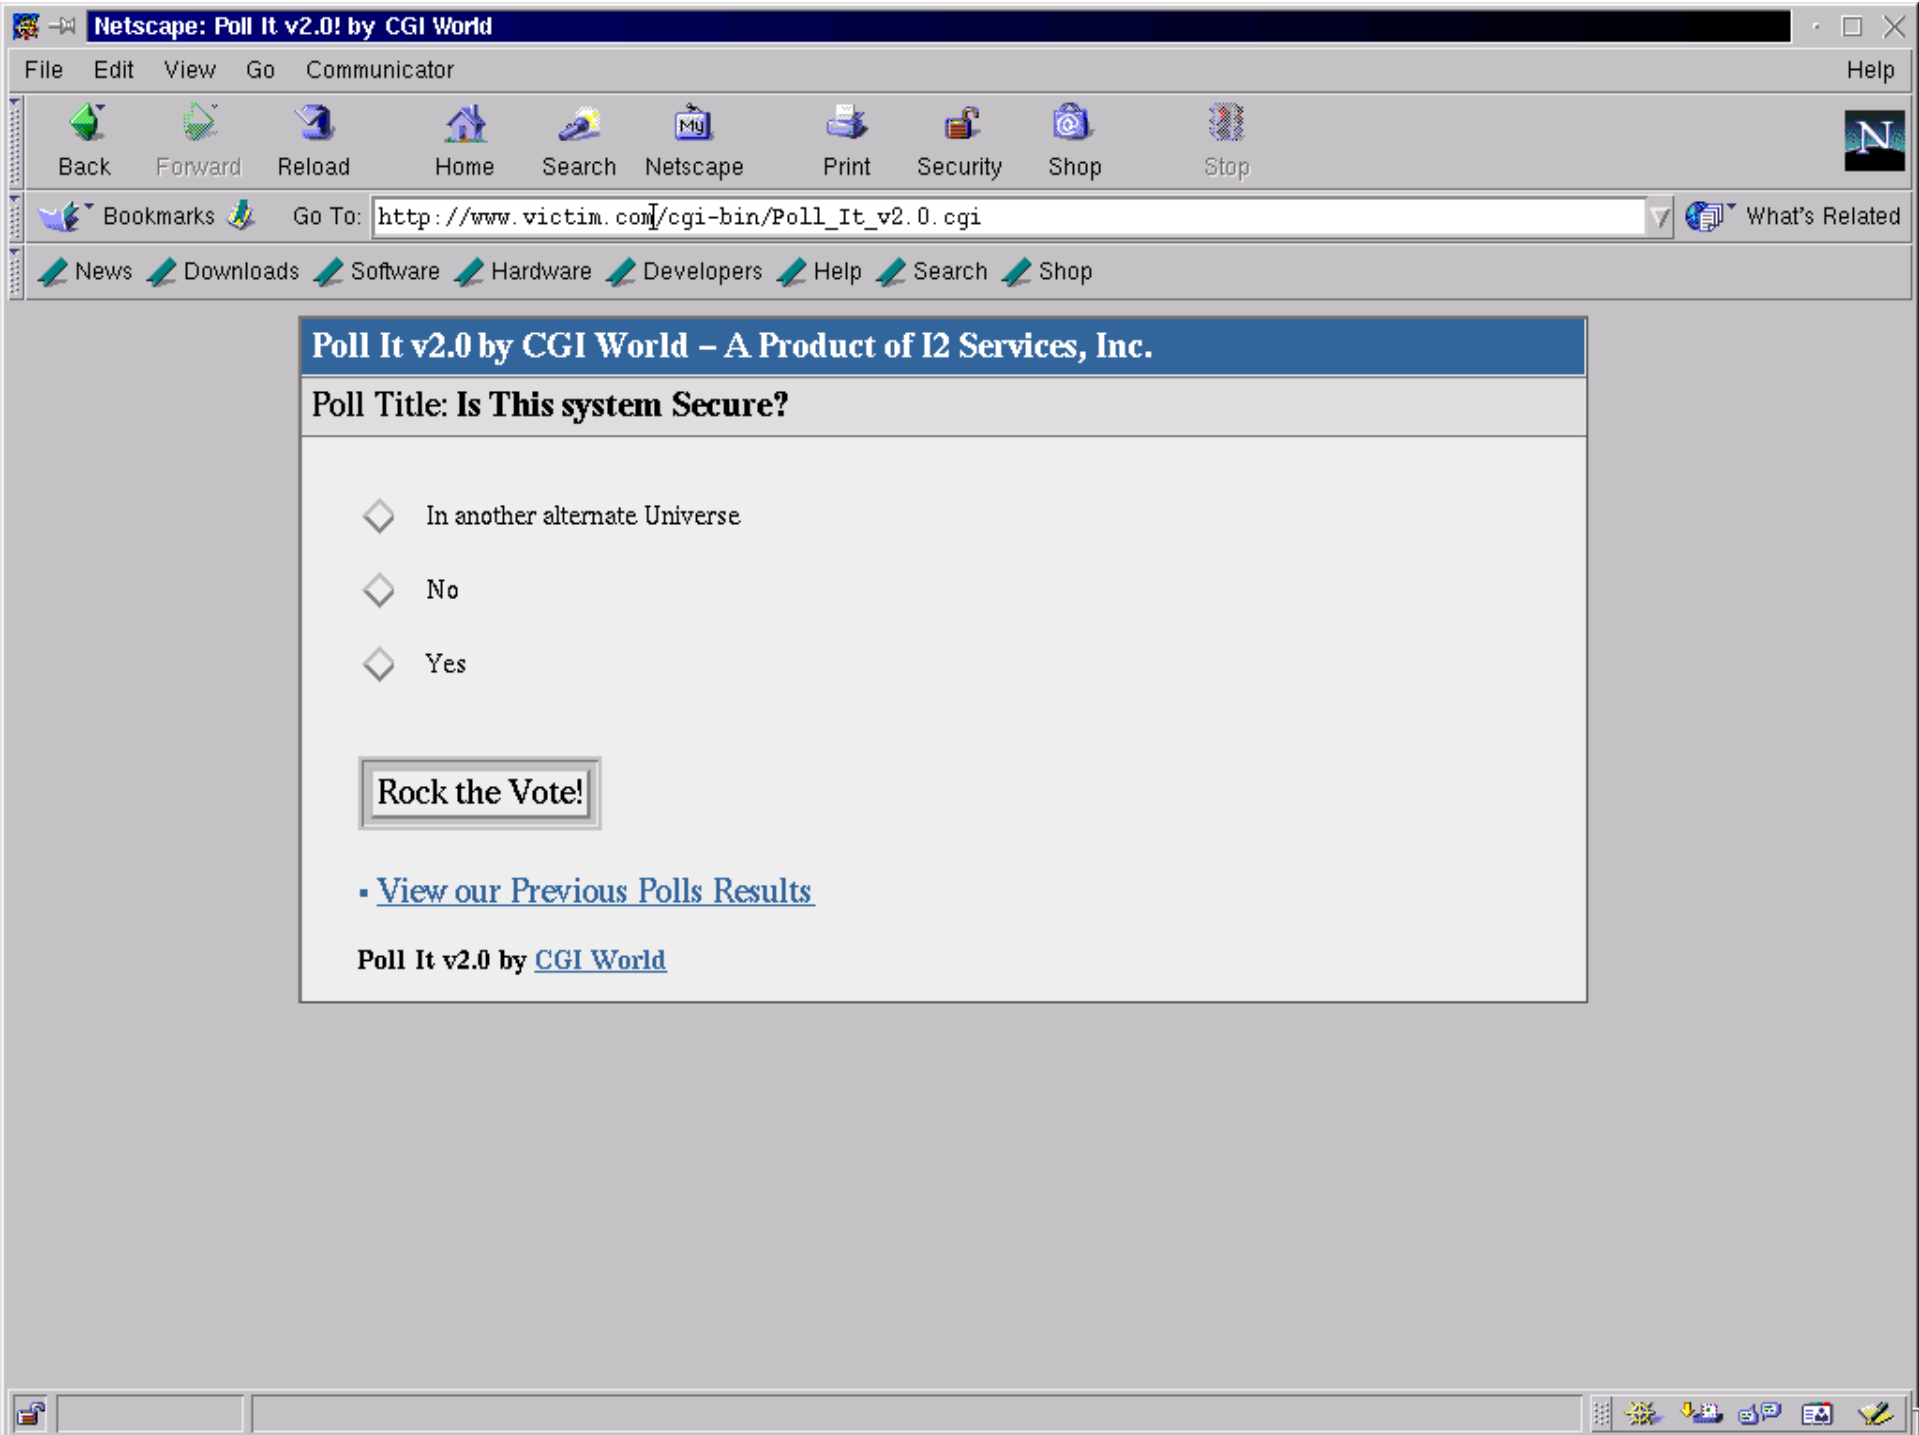 Netscape: Poll It v2.0! by CGI World
File Edit View Go Communicator Help
My N
Back Forward Reload Home Search Netscape Print Security Shop Stop
Bookmarks Go To: http://www.victim.com/cgi-bin/Poll_It_v2.0.cgi What's Related
News Downloads Software Hardware Developers Help Search Shop
Poll It v2.0 by CGI World – A Product of I2 Services, Inc.
Poll Title: Is This system Secure?
In another alternate Universe
No
Yes
Rock the Vote!
View our Previous Polls Results
Poll It v2.0 by CGI World